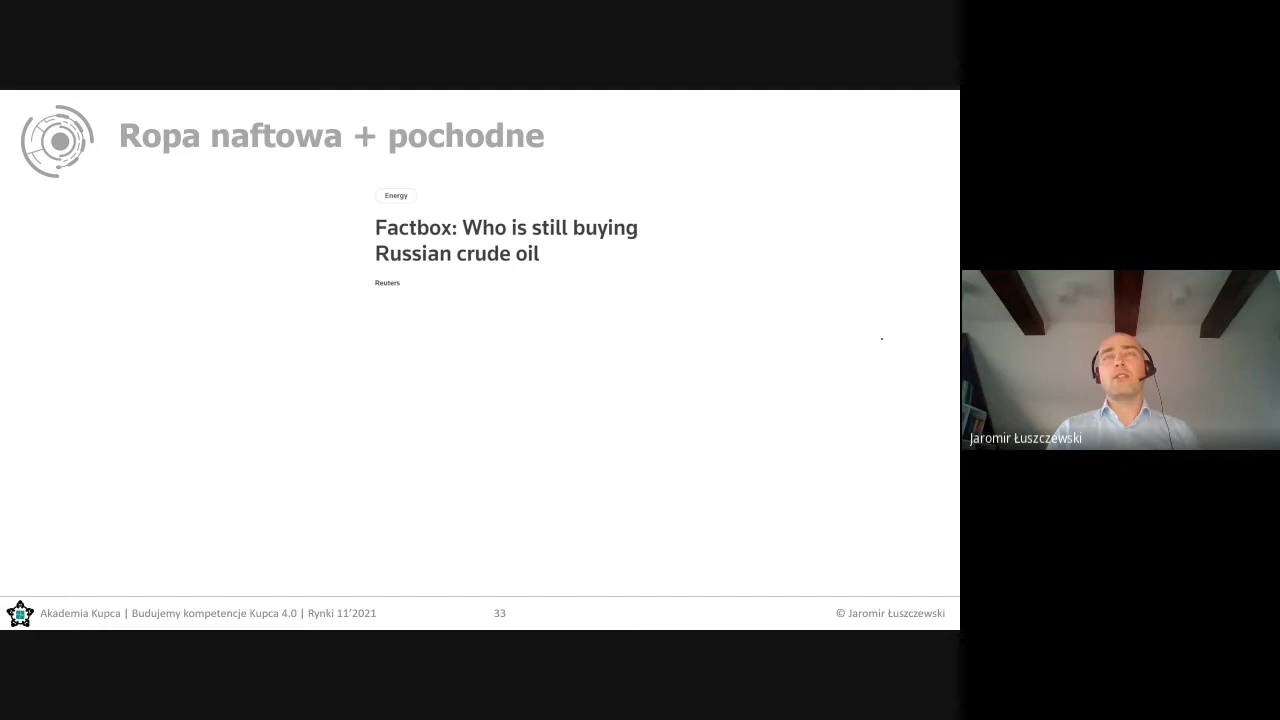 Ropa naftowa + pochodne
Energy
Factbox: Who is still buying
Russian crude oil
Reuters
Jaromir Łuszczewski
Akademia Kupca | Budujemy kompetencje Kupca 4.0 | Rynki 11’2021
33
© Jaromir Łuszczewski